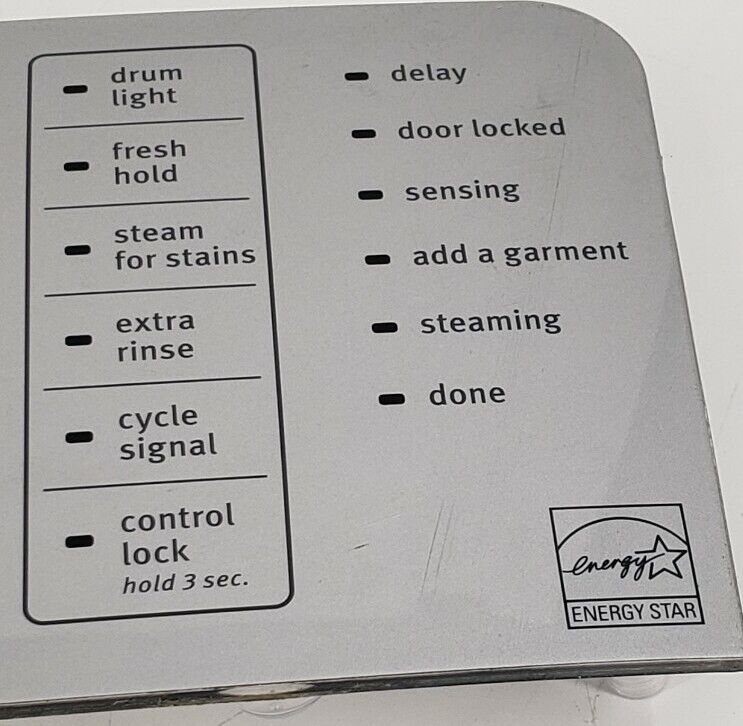 drum
light
fresh
hold
steam
for stains
extra
rinse
cycle
signal
control
lock
hold 3 sec.
delay
door locked
sensing
add a garment
steaming
done
energy
ENERGY STAR